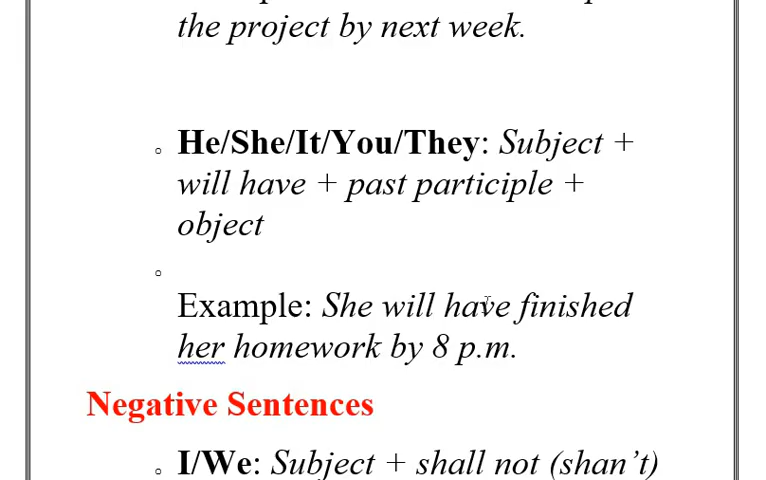 the project by next week.
He/She/It/You/They: Subject +
will have + past participle +
object
Example: She will have finished
her homework by 8 p.m.
Negative Sentences
I/We: Subject + shall not (shan’t)